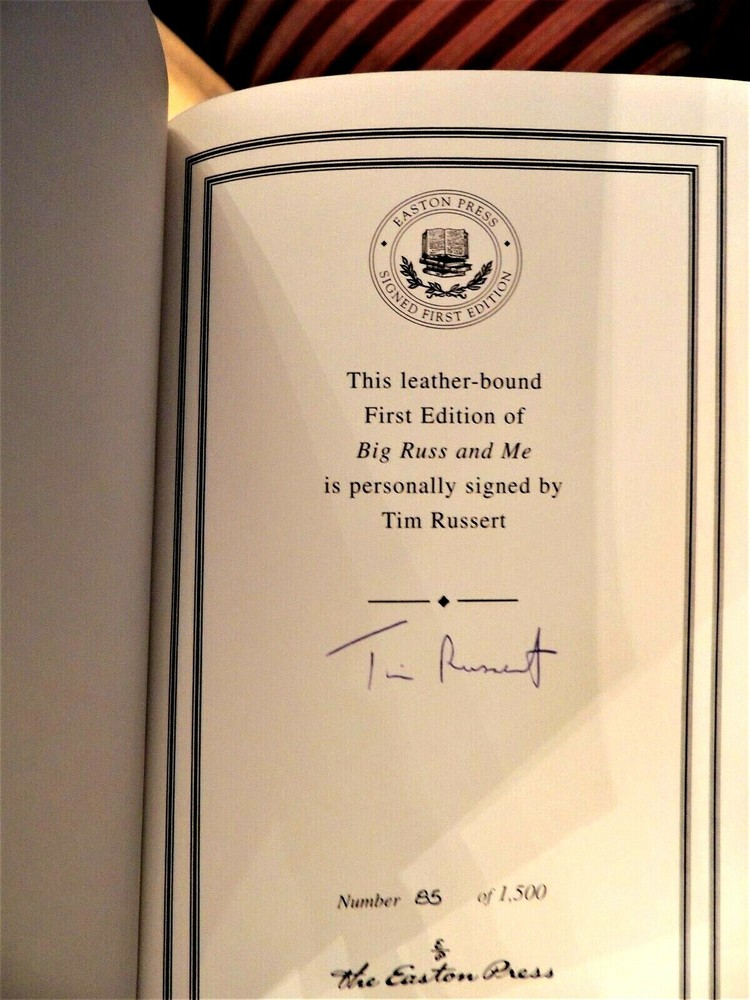 EASTON PRESS
SIGNED FIRST EDITION
This leather-bound
First Edition of
Big Russ and Me
is personally signed by
Tim Russert
Tim Russert
Number 85 of 1,500
The Easton Press